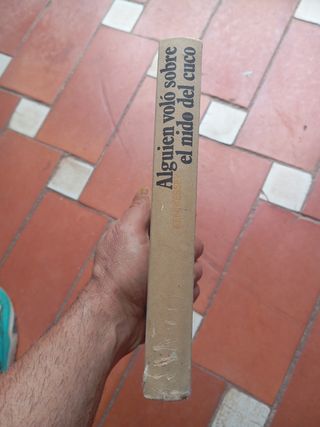 Alguien voló sobre
el nido del cuco